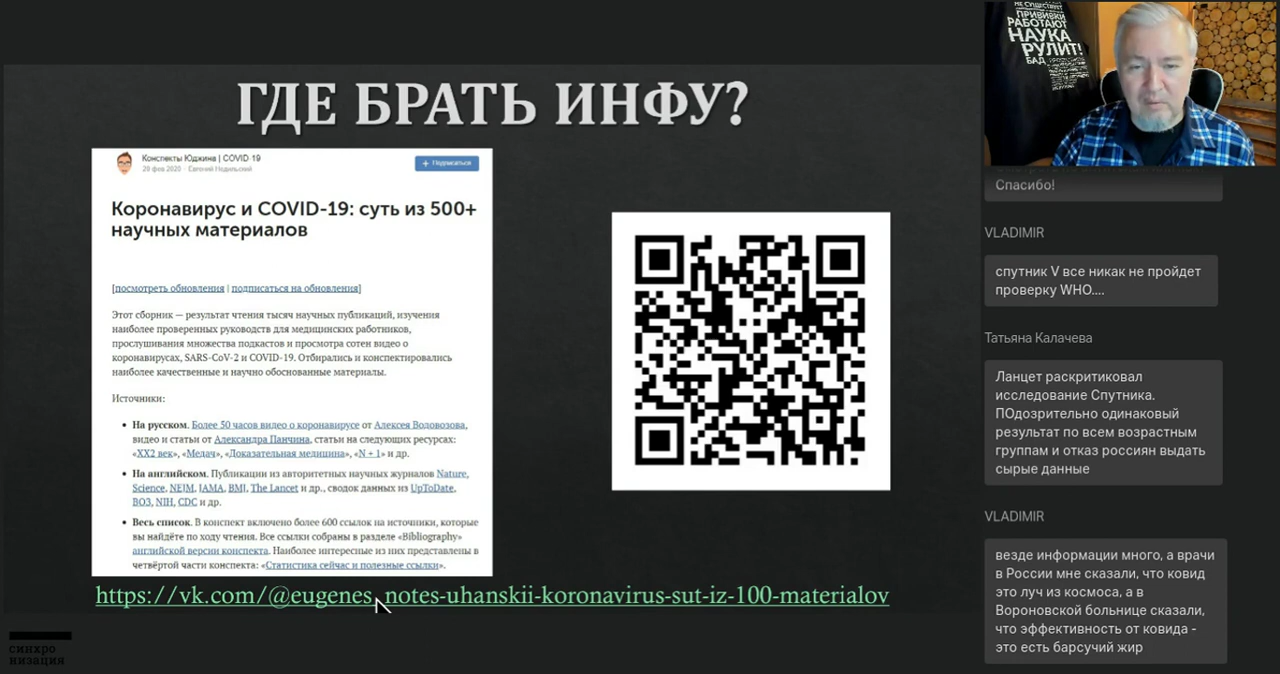 ГДЕ БРАТЬ ИНФУ?
Конспекты Юджина | COVID-19
28 фев 2020 · Евгений Подильский
Подписаться
Коронавирус и COVID-19: суть из 500+
научных материалов
[посмотреть обновления | подписаться на обновления]
Этот сборник — результат чтения тысяч научных публикаций, изучения
наиболее проверенных руководств для медицинских работников,
прослушивания множества подкастов и просмотра сотен видео о
коронавирусах, SARS-CoV-2 и COVID-19. Отбирались и конспектировались
наиболее качественные и научно обоснованные материалы.
Источники:
• На русском. Более 50 часов видео о коронавирусе от Алексея Водовозова,
видео и статьи от Александра Панчина, статьи на следующих ресурсах:
«XX2 век», «Медач», «Доказательная медицина», «N + 1» и др.
• На английском. Публикации из авторитетных научных журналов Nature,
Science, NEJM, JAMA, BMJ, The Lancet и др., сводок данных из UpToDate,
ВОЗ, NIH, CDC и др.
• Весь список. В конспект включено более 600 ссылок на источники, которые
вы найдёте по ходу чтения. Все ссылки собраны в разделе «Bibliography»
английской версии конспекта. Наиболее интересные из них представлены в
четвёртой части конспекта: «Статистика сейчас и полезные ссылки».
https://vk.com/@eugenes_notes-uhanskii-koronavirus-sut-iz-100-materialov
синхро
низация
ПРИВИВКИ
РАБОТАЮТ
НАУКА
РУЛИТ!
БАД
Спасибо!
VLADIMIR
спутник V все никак не пройдет
проверку WHO....
Татьяна Калачева
Ланцет раскритиковал
исследование Спутника.
ПОдозрительно одинаковый
результат по всем возрастным
группам и отказ россиян выдать
сырые данные
VLADIMIR
везде информации много, а врачи
в России мне сказали, что ковид
это луч из космоса, а в
Вороновской больнице сказали,
что эффективность от ковида -
это есть барсучий жир